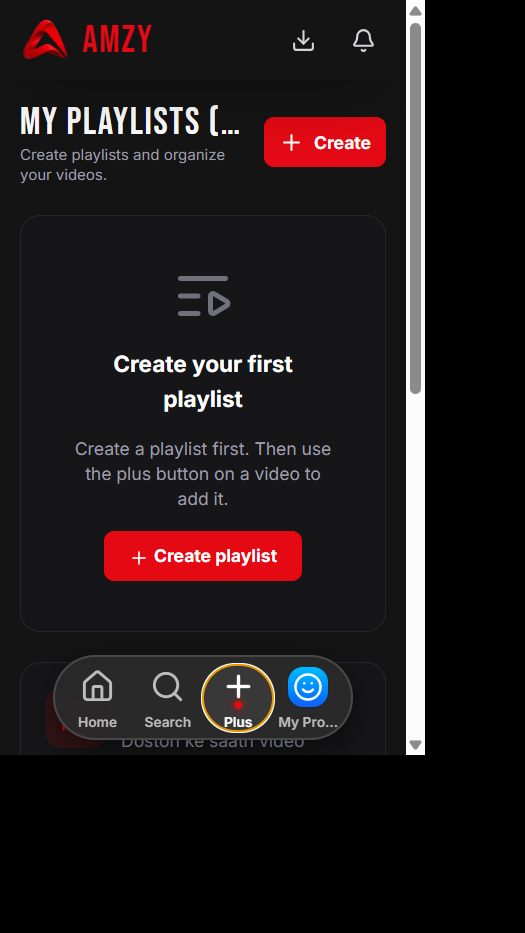 AMZY
MY PLAYLISTS (...
Create playlists and organize
your videos.
+ Create
Create your first
playlist
Create a playlist first. Then use
the plus button on a video to
add it.
+ Create playlist
Home
Search
Plus
My Pro...
Doston ke saath video